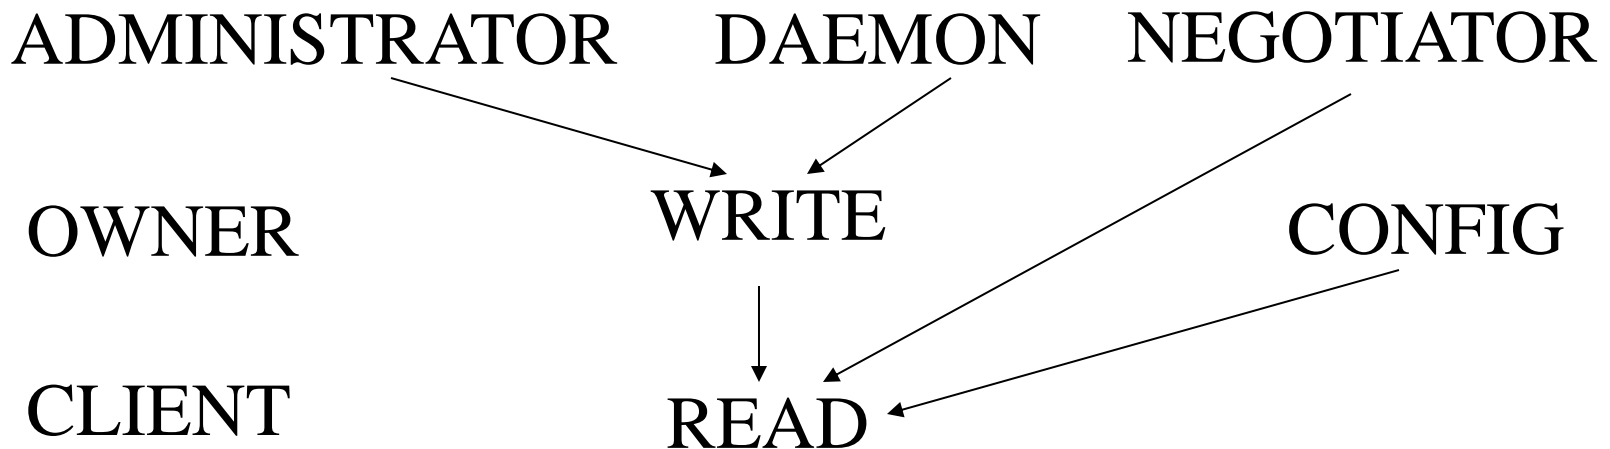 ADMINISTRATOR DAEMON NEGOTIATOR
OWNER WRITE CONFIG
CLIENT READ